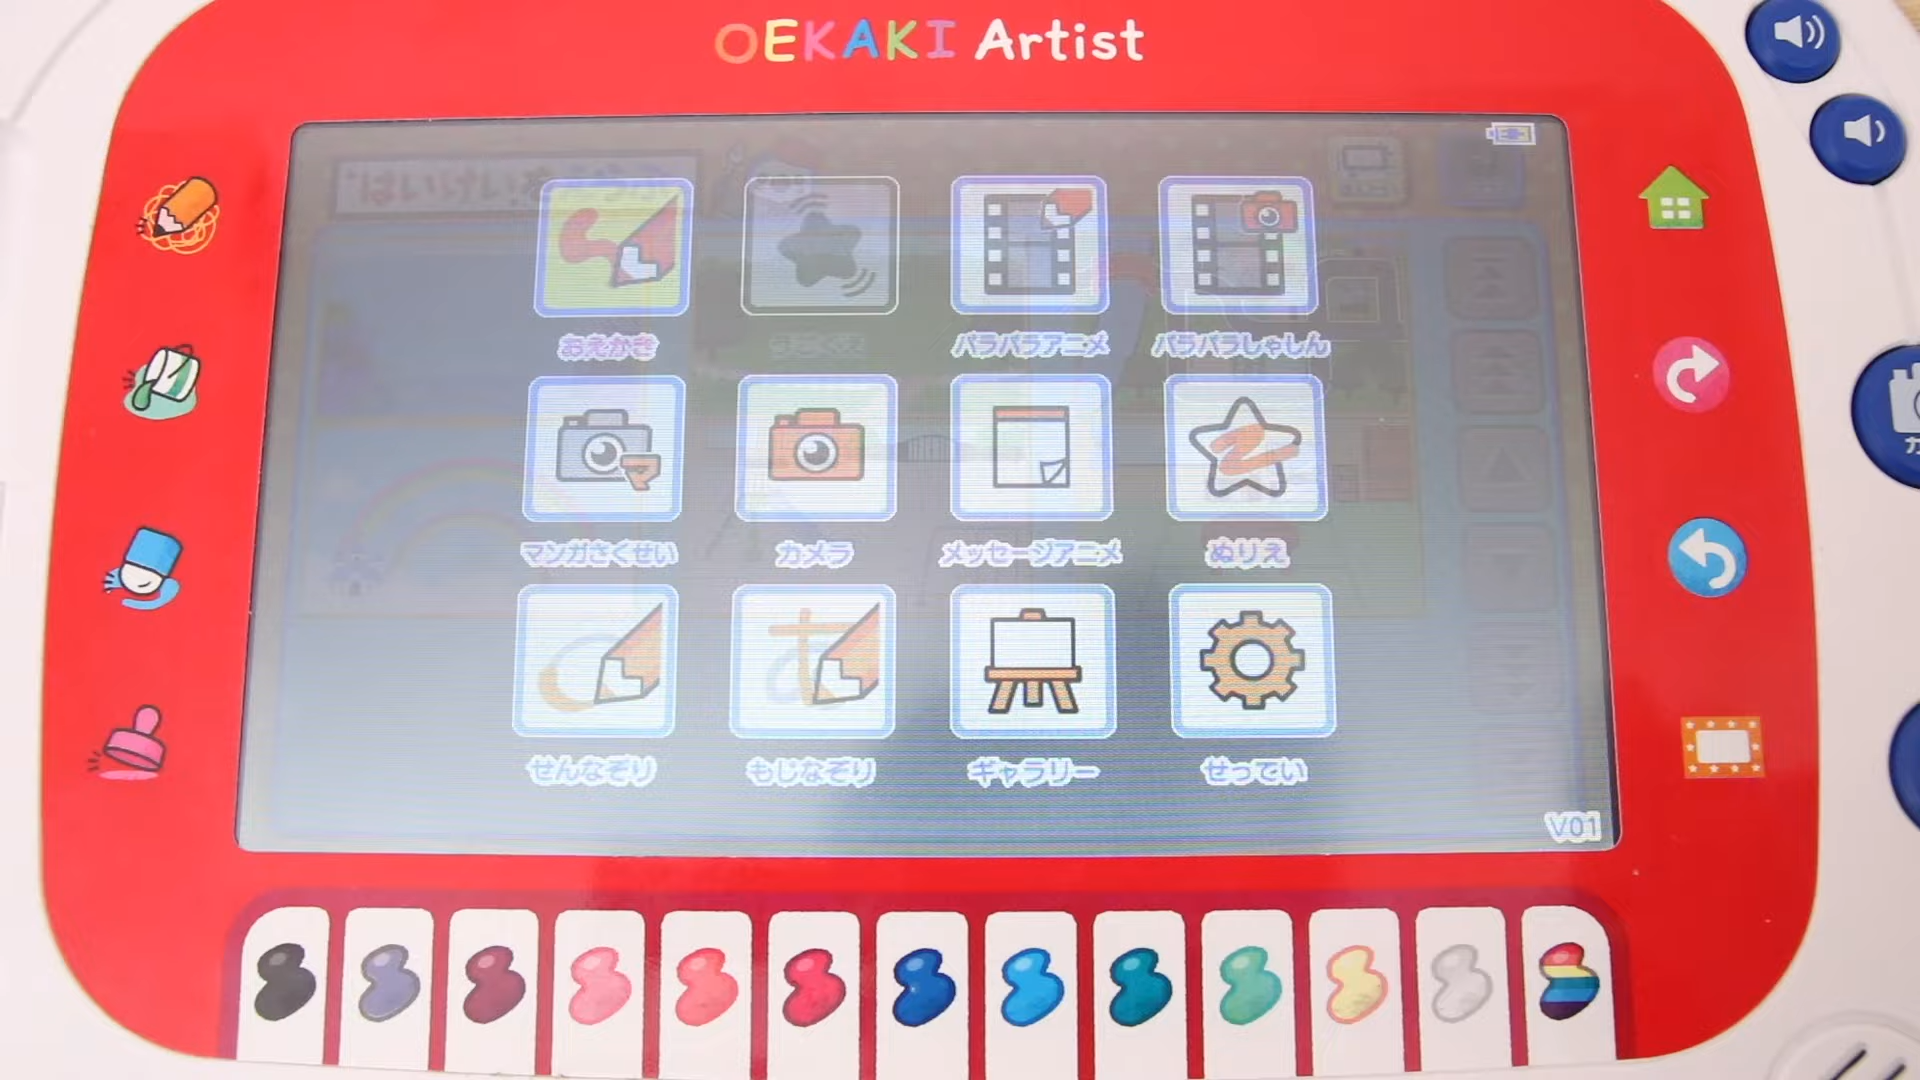 OEKAKI Artist
おえかき
パラパラアニメ
パラパラしゃしん
マンガさくせい
カメラ
メッセージアニメ
ぬりえ
せんなぞり
もじなぞり
ギャラリー
せってい
V01